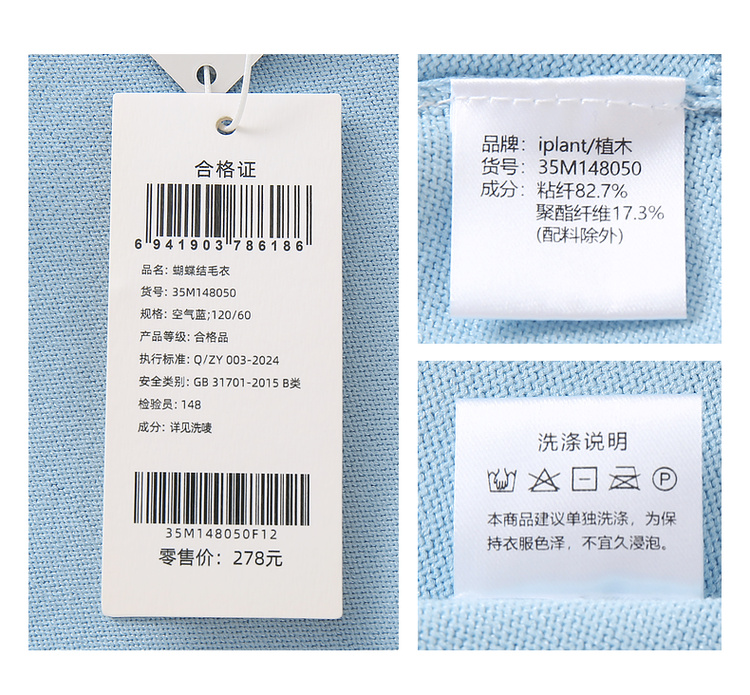 合格证
6 941903 786186
品名: 蝴蝶结毛衣
货号: 35M148050
规格: 空气蓝;120/60
产品等级: 合格品
执行标准: Q/ZY 003-2024
安全类别: GB 31701-2015 B类
检验员: 148
成分: 详见洗唛
35M148050F12
零售价: 278元
品牌: iplant/植木
货号: 35M148050
成分: 粘纤82.7%
聚酯纤维17.3%
(配料除外)
洗涤说明
P
本商品建议单独洗涤，为保
持衣服色泽，不宜久浸泡。